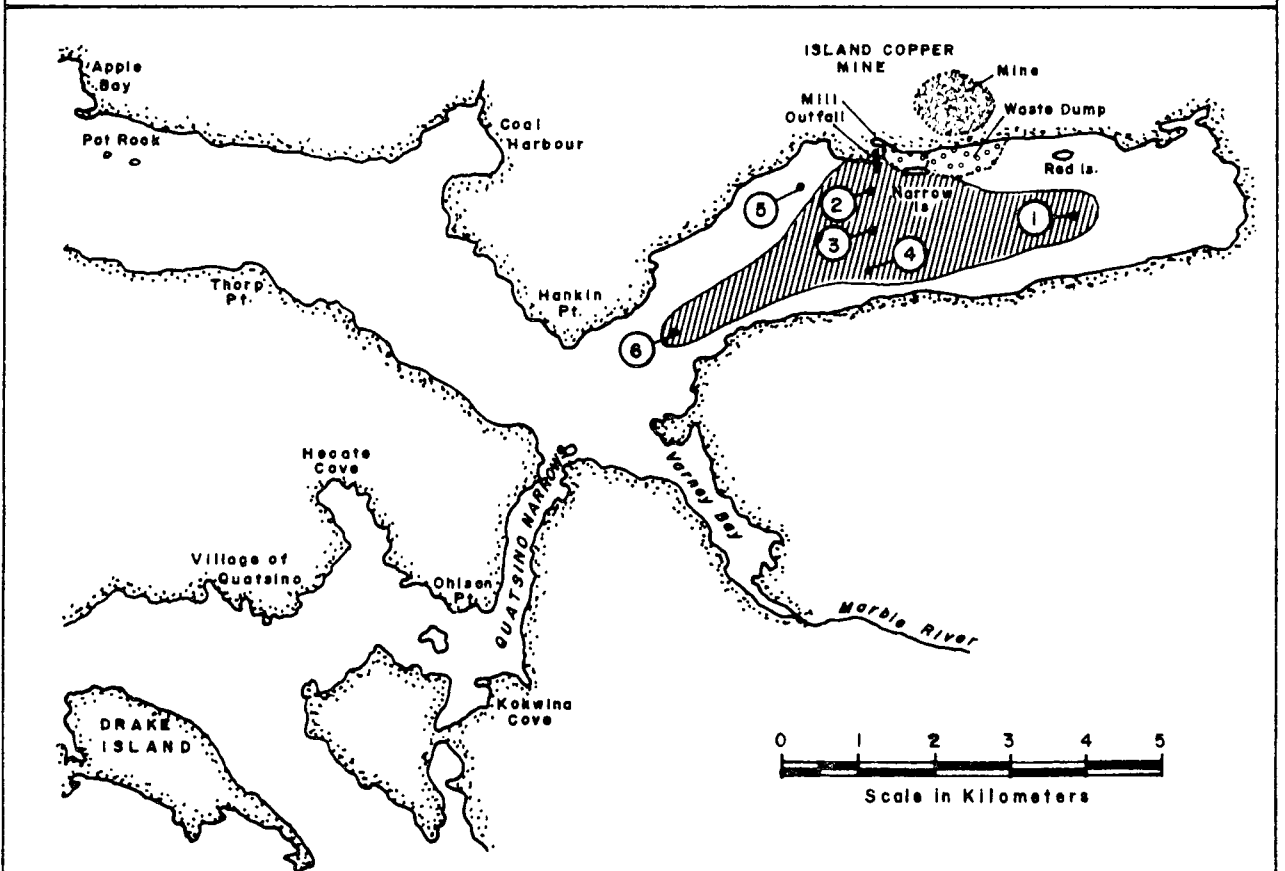 ISLAND COPPER
MINE
Mine
Apple
Bay
Mill
Outfall
Waste Dump
Coal
Harbour
Pot Rook
Red Is.
5
2
Narrow
Is.
1
3
4
Thorp
Pt.
Hankin
Pt.
6
Hecate
Cove
QUATSINO NARROWS
Varney Bay
Village of
Quatsino
Ohlson
Pt.
Marble River
Kokwina
Cove
DRAKE
ISLAND
0 1 2 3 4 5
Scale in Kilometers